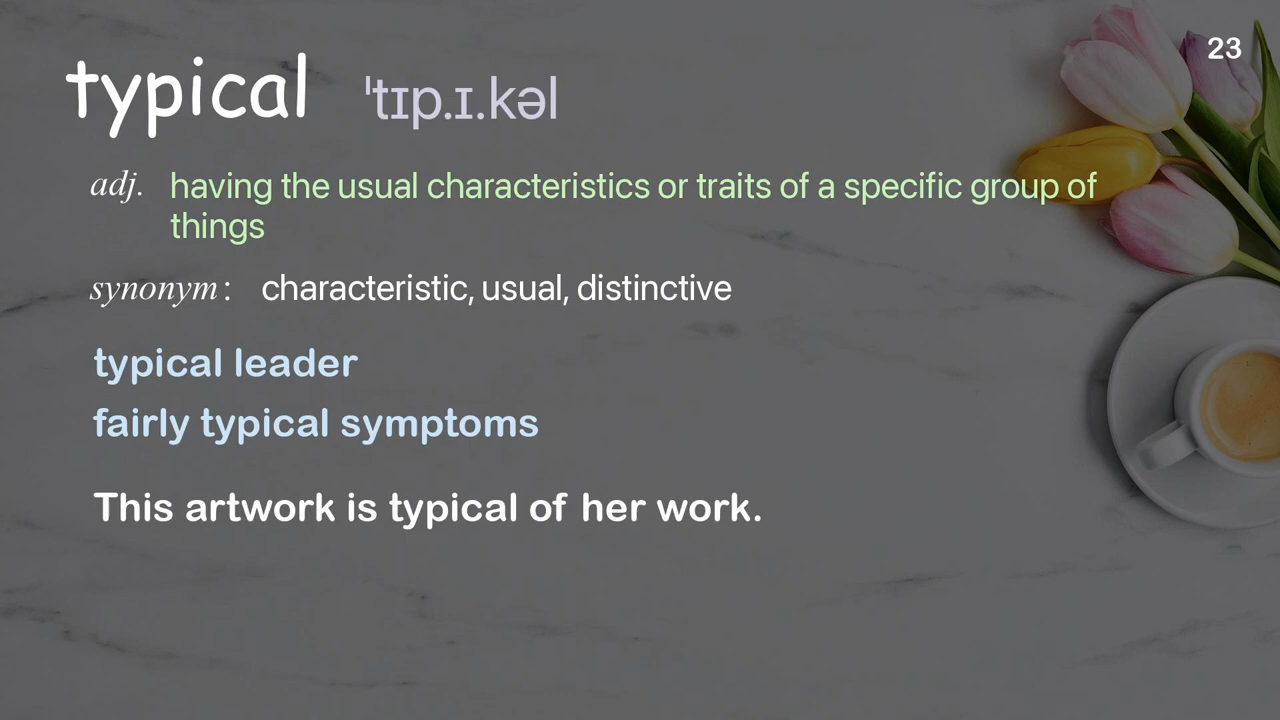 23
typical ˈtɪp.ɪ.kəl
adj. having the usual characteristics or traits of a specific group of
things
synonym: characteristic, usual, distinctive
typical leader
fairly typical symptoms
This artwork is typical of her work.